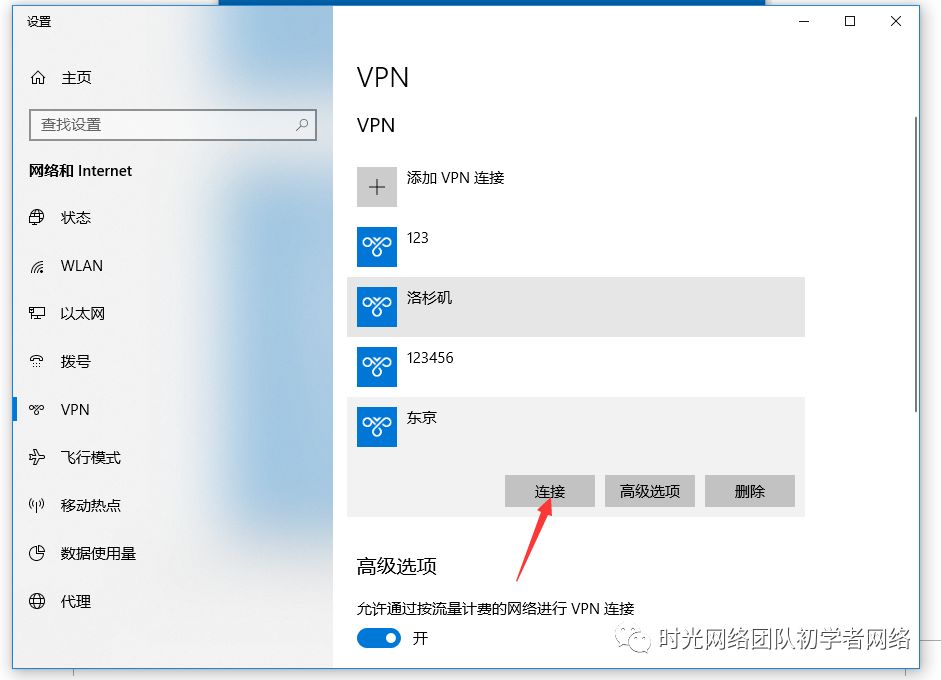 设置
主页
查找设置
网络和 Internet
状态
WLAN
以太网
拨号
VPN
飞行模式
移动热点
数据使用量
代理
VPN
VPN
添加 VPN 连接
123
洛杉矶
123456
东京
连接 高级选项 删除
高级选项
允许通过按流量计费的网络进行 VPN 连接
开
时光网络团队初学者网络